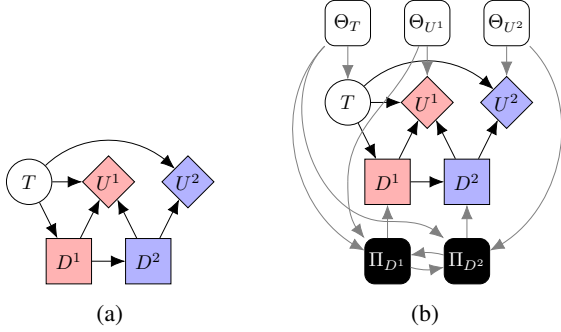 Θ_T Θ_{U^1} Θ_{U^2}
T U^1 U^2
D^1 D^2
Π_{D^1} Π_{D^2}
(b)
T U^1 U^2
D^1 D^2
(a)